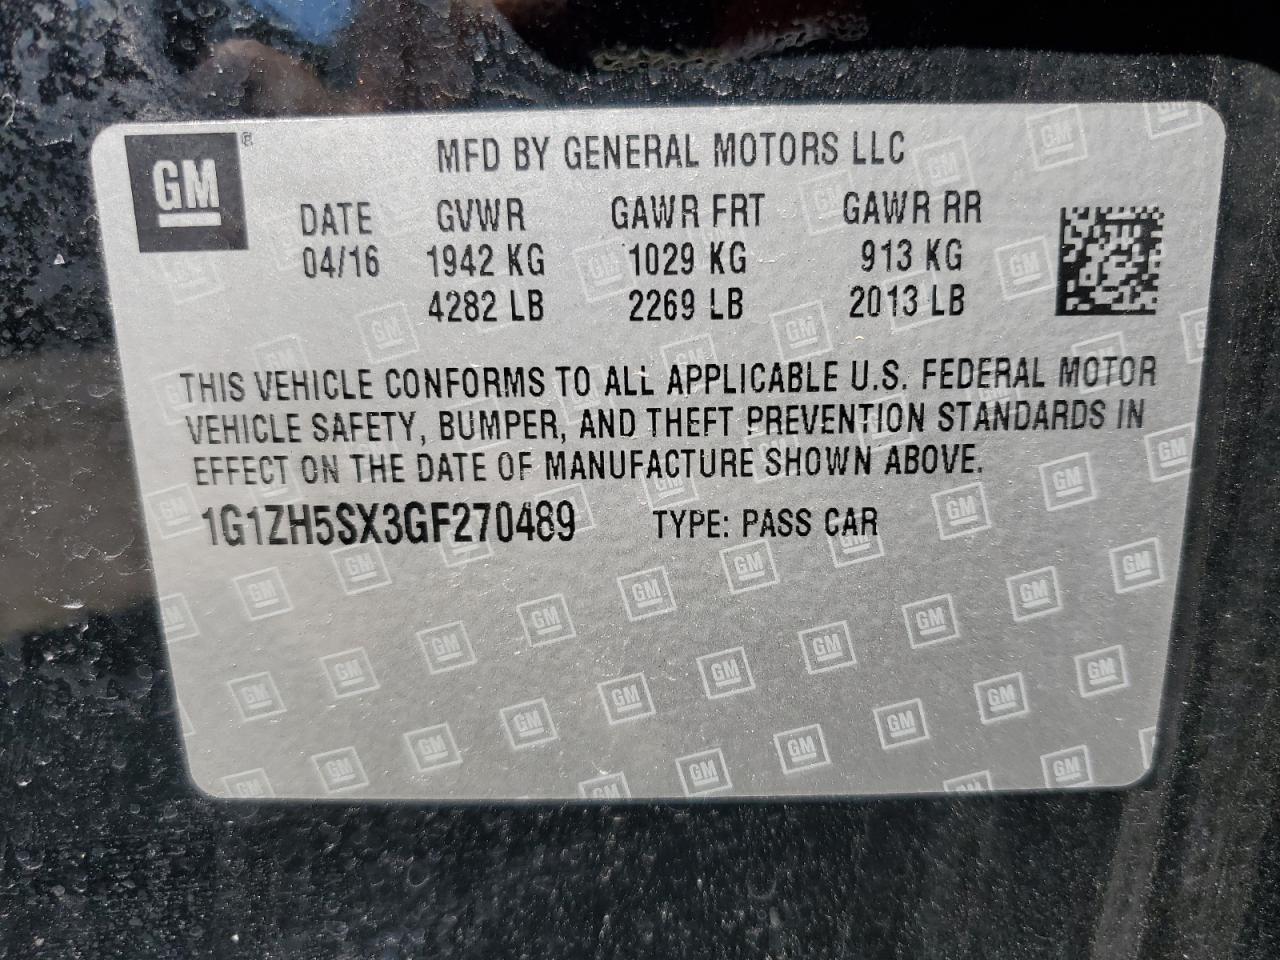 GM®
MFD BY GENERAL MOTORS LLC
DATE GVWR GAWR FRT GAWR RR
04/16 1942 KG 1029 KG 913 KG
4282 LB 2269 LB 2013 LB
THIS VEHICLE CONFORMS TO ALL APPLICABLE U.S. FEDERAL MOTOR
VEHICLE SAFETY, BUMPER, AND THEFT PREVENTION STANDARDS IN
EFFECT ON THE DATE OF MANUFACTURE SHOWN ABOVE.
1G1ZH5SX3GF270489 TYPE: PASS CAR